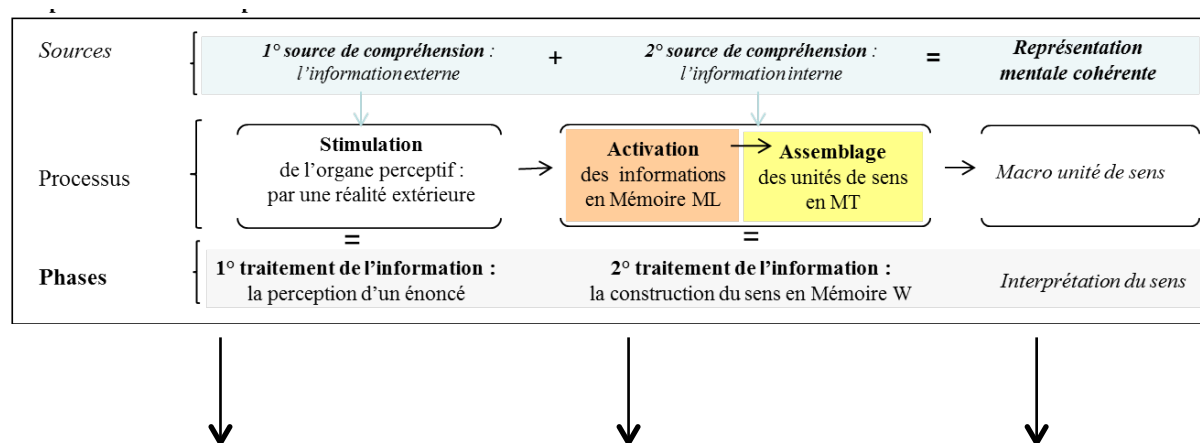 Sources
1° source de compréhension :
l'information externe
+
2° source de compréhension :
l'information interne
=
Représentation
mentale cohérente
Processus
Stimulation
de l'organe perceptif :
par une réalité extérieure
Activation
des informations
en Mémoire ML
Assemblage
des unités de sens
en MT
Macro unité de sens
=
=
Phases
1° traitement de l'information :
la perception d'un énoncé
2° traitement de l'information :
la construction du sens en Mémoire W
Interprétation du sens